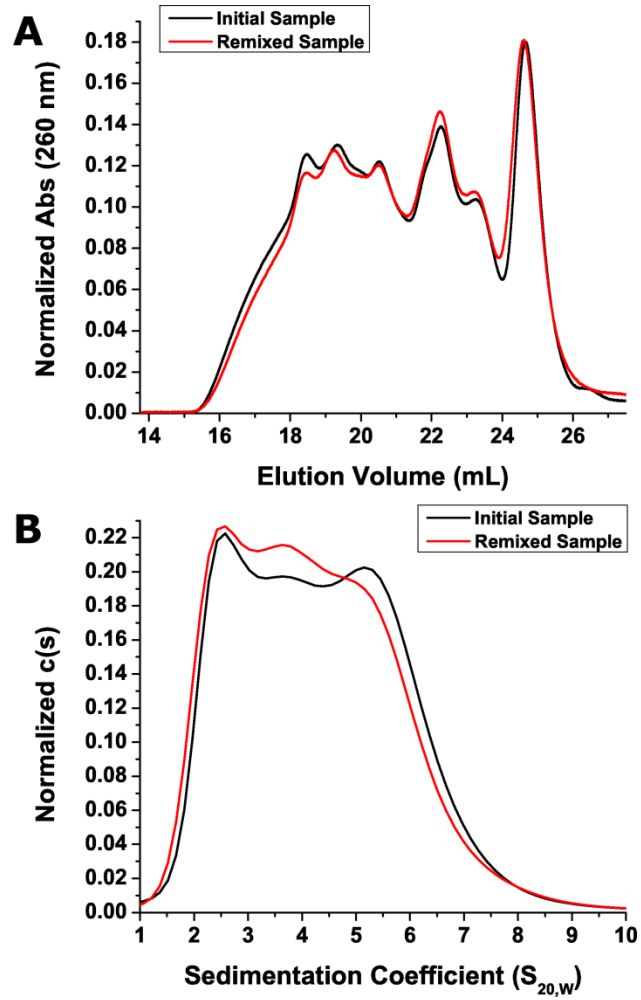 A
Initial Sample
Remixed Sample
Normalized Abs (260 nm)
0.18
0.16
0.14
0.12
0.10
0.08
0.06
0.04
0.02
0.00
14 16 18 20 22 24 26
Elution Volume (mL)
B
Initial Sample
Remixed Sample
Normalized c(s)
0.22
0.20
0.18
0.16
0.14
0.12
0.10
0.08
0.06
0.04
0.02
0.00
1 2 3 4 5 6 7 8 9 10
Sedimentation Coefficient (S20,W)